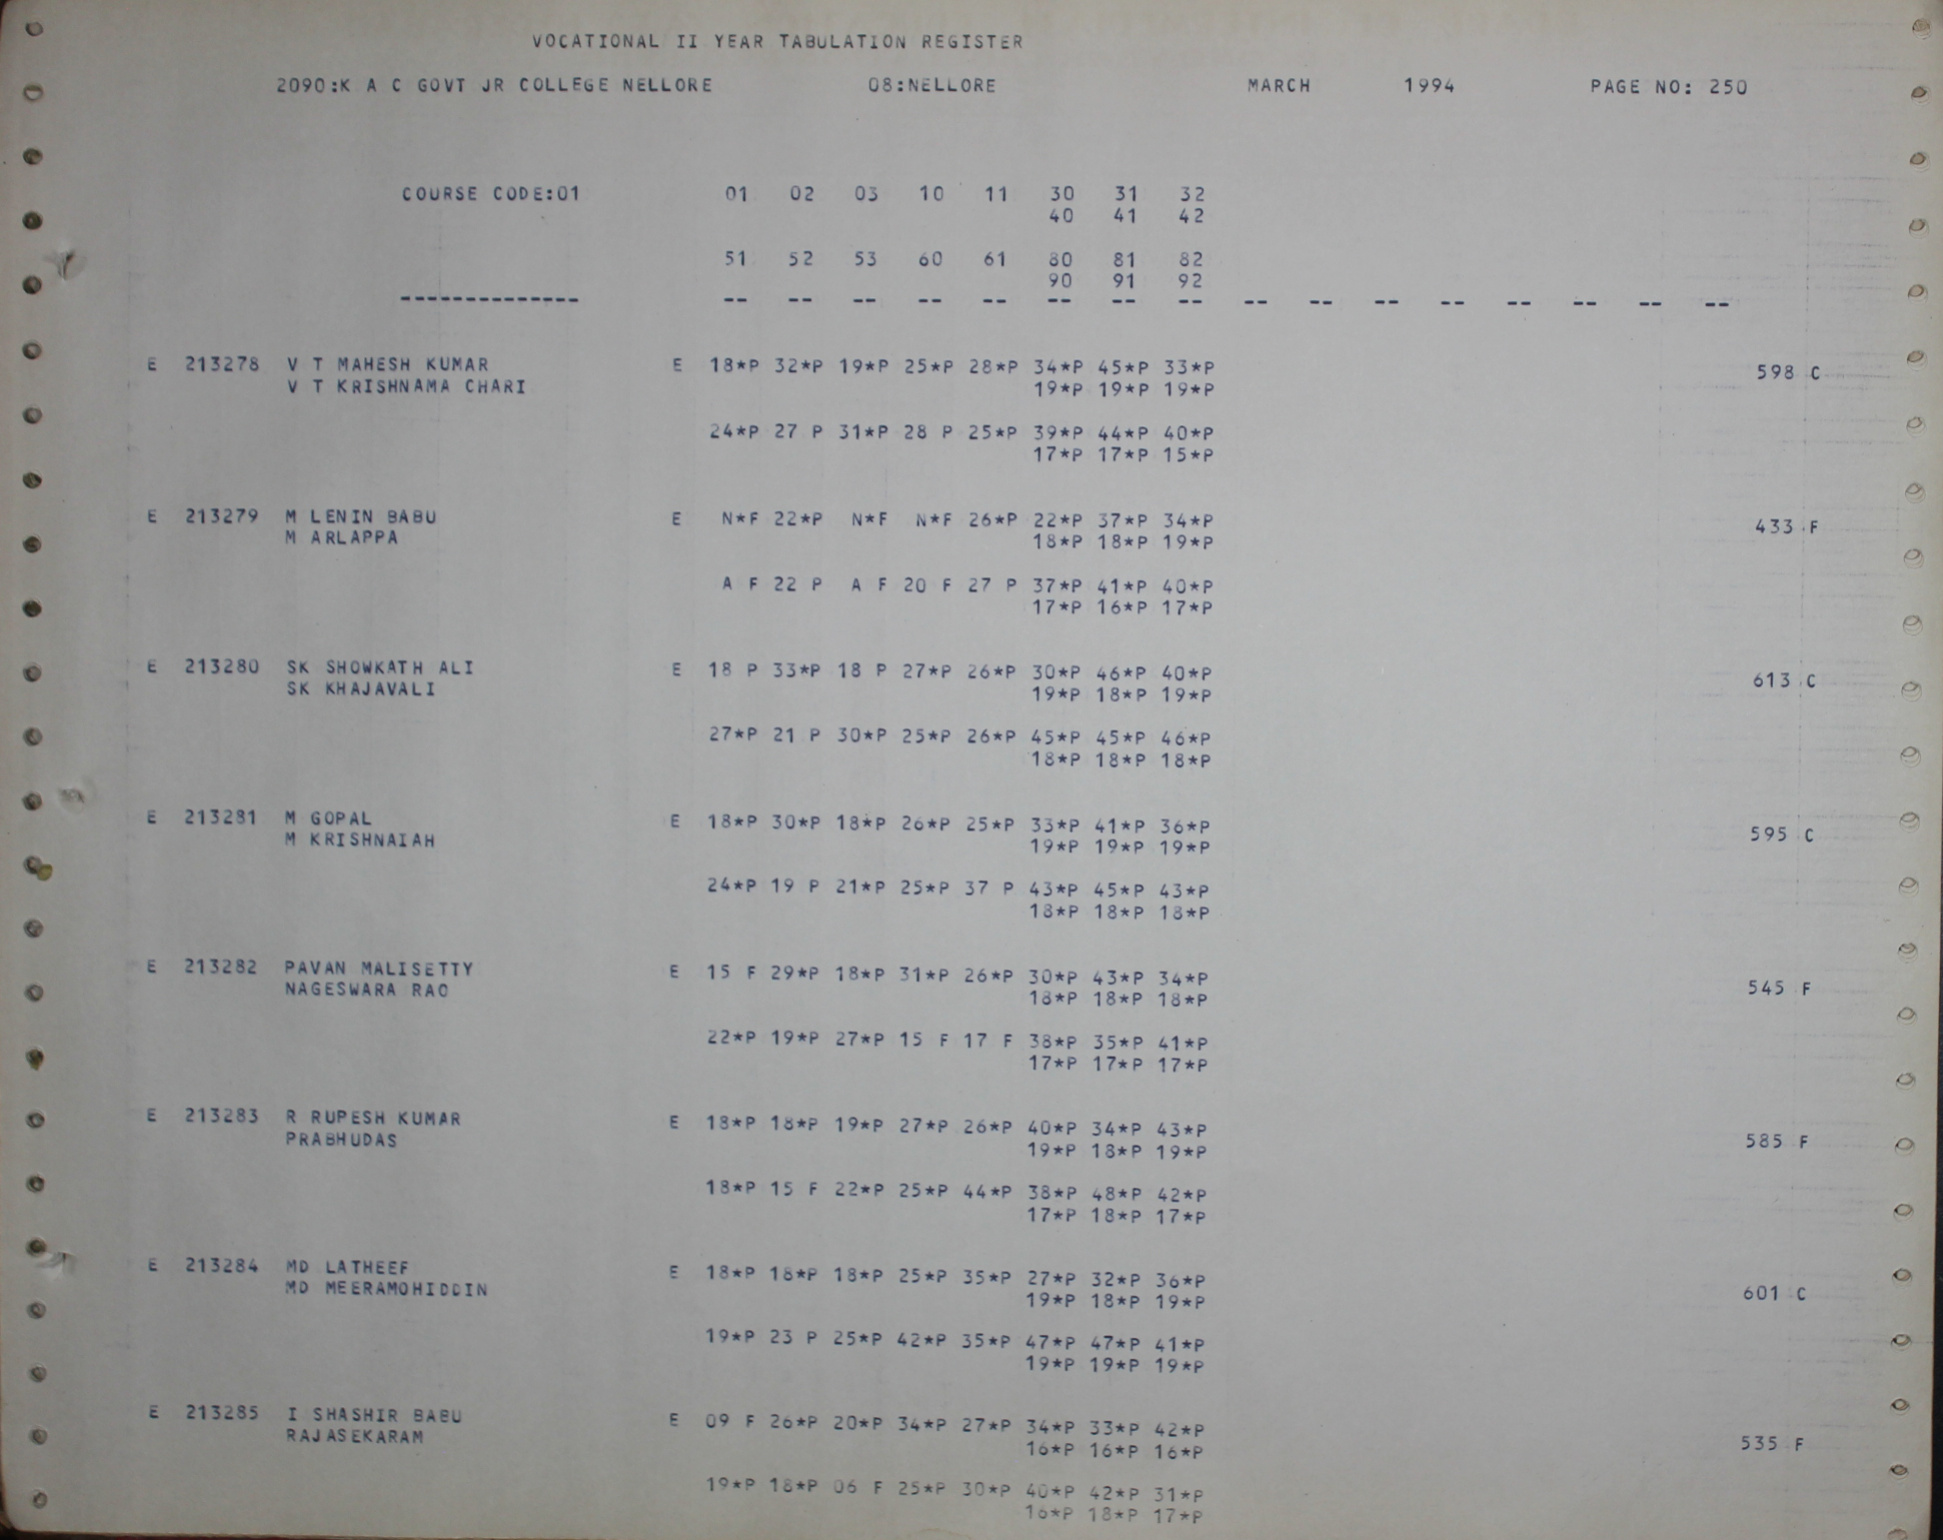 VOCATIONAL II YEAR TABULATION REGISTER
2090:K A C GOVT JR COLLEGE NELLORE 08:NELLORE MARCH 1994 PAGE NO: 250
COURSE CODE:01 01 02 03 10 11 30 31 32
40 41 42
51 52 53 60 61 80 81 82
90 91 92
-------------- -- -- -- -- -- -- -- -- -- -- -- -- -- -- -- --
E 213278 V T MAHESH KUMAR E 18*P 32*P 19*P 25*P 28*P 34*P 45*P 33*P 598 C
V T KRISHNAMA CHARI 19*P 19*P 19*P
24*P 27 P 31*P 28 P 25*P 39*P 44*P 40*P
17*P 17*P 15*P
E 213279 M LENIN BABU E N*F 22*P N*F N*F 26*P 22*P 37*P 34*P 433 F
M ARLAPPA 18*P 18*P 19*P
A F 22 P A F 20 F 27 P 37*P 41*P 40*P
17*P 16*P 17*P
E 213280 SK SHOWKATH ALI E 18 P 33*P 18 P 27*P 26*P 30*P 46*P 40*P 613 C
SK KHAJAVALI 19*P 18*P 19*P
27*P 21 P 30*P 25*P 26*P 45*P 45*P 46*P
18*P 18*P 18*P
E 213281 M GOPAL E 18*P 30*P 18*P 26*P 25*P 33*P 41*P 36*P 595 C
M KRISHNAIAH 19*P 19*P 19*P
24*P 19 P 21*P 25*P 37 P 43*P 45*P 43*P
18*P 18*P 18*P
E 213282 PAVAN MALISETTY E 15 F 29*P 18*P 31*P 26*P 30*P 43*P 34*P 545 F
NAGESWARA RAO 18*P 18*P 18*P
22*P 19*P 27*P 15 F 17 F 38*P 35*P 41*P
17*P 17*P 17*P
E 213283 R RUPESH KUMAR E 18*P 18*P 19*P 27*P 26*P 40*P 34*P 43*P 585 F
PRABHUDAS 19*P 18*P 19*P
18*P 15 F 22*P 25*P 44*P 38*P 48*P 42*P
17*P 18*P 17*P
E 213284 MD LATHEEF E 18*P 18*P 18*P 25*P 35*P 27*P 32*P 36*P 601 C
MD MEERAMOHIDDIN 19*P 18*P 19*P
19*P 23 P 25*P 42*P 35*P 47*P 47*P 41*P
19*P 19*P 19*P
E 213285 I SHASHIR BABU E 09 F 26*P 20*P 34*P 27*P 34*P 33*P 42*P 535 F
RAJASEKARAM 16*P 16*P 16*P
19*P 18*P 06 F 25*P 30*P 40*P 42*P 31*P
16*P 18*P 17*P